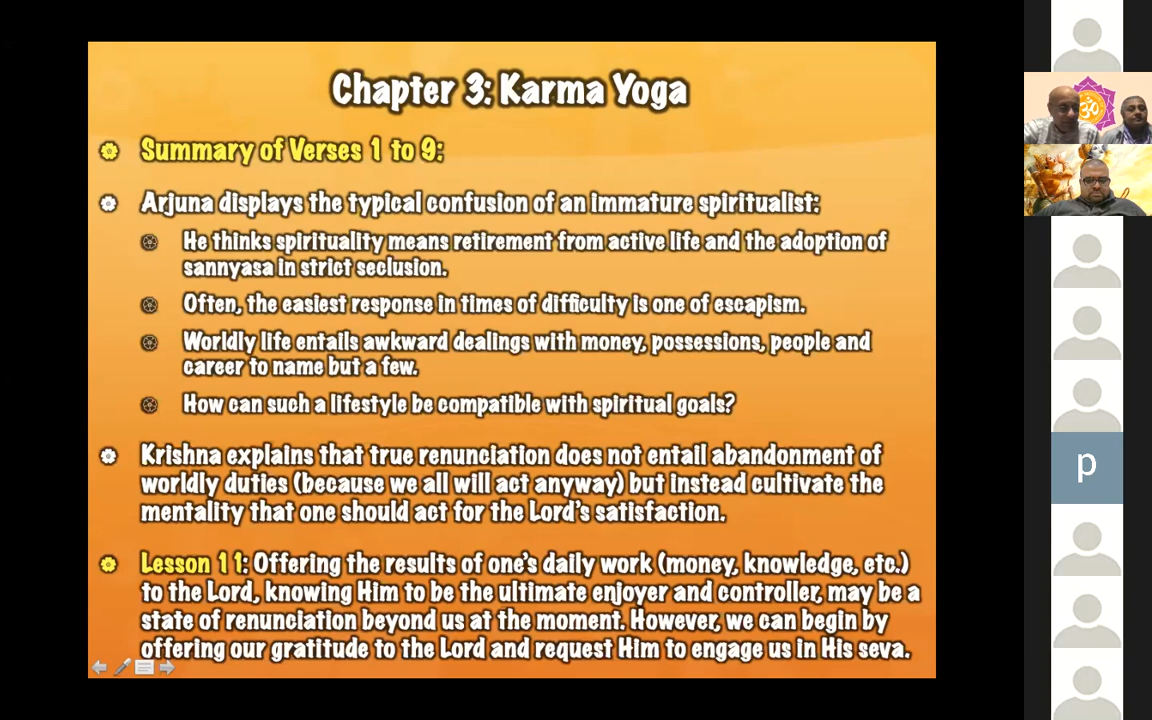 Chapter 3: Karma Yoga
Summary of Verses 1 to 9:
Arjuna displays the typical confusion of an immature spiritualist:
He thinks spirituality means retirement from active life and the adoption of
sannyasa in strict seclusion.
Often, the easiest response in times of difficulty is one of escapism.
Worldly life entails awkward dealings with money, possessions, people and
career to name but a few.
How can such a lifestyle be compatible with spiritual goals?
Krishna explains that true renunciation does not entail abandonment of
worldly duties (because we all will act anyway) but instead cultivate the
mentality that one should act for the Lord's satisfaction.
Lesson 11: Offering the results of one's daily work (money, knowledge, etc.)
to the Lord, knowing Him to be the ultimate enjoyer and controller, may be a
state of renunciation beyond us at the moment. However, we can begin by
offering our gratitude to the Lord and request Him to engage us in His seva.
ॐ
p